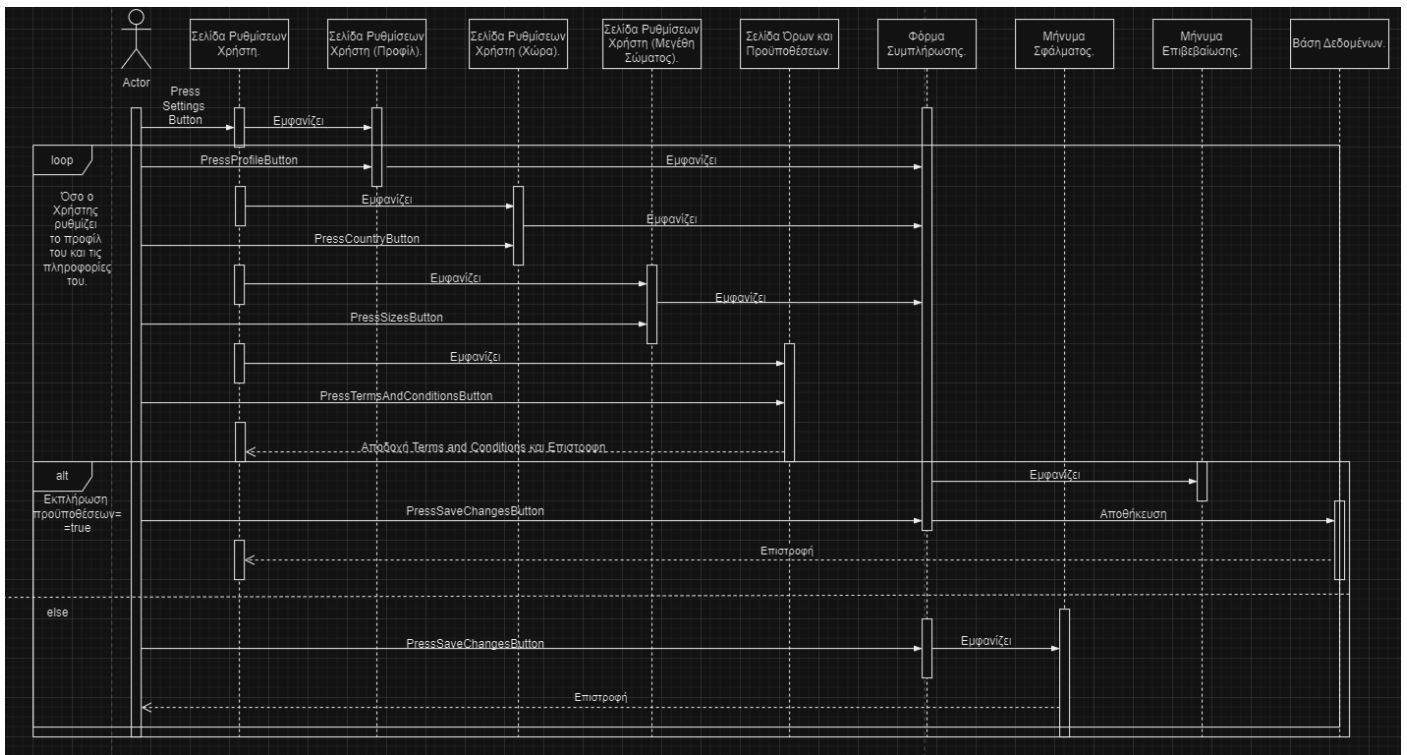 Σελίδα Ρυθμίσεων
Χρήστη.
Σελίδα Ρυθμίσεων
Χρήστη (Προφίλ).
Σελίδα Ρυθμίσεων
Χρήστη (Χώρα).
Σελίδα Ρυθμίσεων
Χρήστη (Μεγέθη
Σώματος).
Σελίδα Όρων και
Προϋποθέσεων.
Φόρμα
Συμπλήρωσης.
Μήνυμα
Σφάλματος.
Μήνυμα
Επιβεβαίωσης.
Βάση Δεδομένων.
Actor
Press
Settings
Button
Εμφανίζει
loop
PressProfileButton
Εμφανίζει
Όσο ο
Χρήστης
ρυθμίζει
το προφίλ
του και τις
πληροφορίες
του.
Εμφανίζει
Εμφανίζει
PressCountryButton
Εμφανίζει
Εμφανίζει
PressSizesButton
Εμφανίζει
PressTermsAndConditionsButton
Αποδοχή Terms and Conditions και Επιστροφη
alt
Εμφανίζει
Εκπλήρωση
προϋποθέσεων=
=true
PressSaveChangesButton
Αποθήκευση
Επιστροφή
else
PressSaveChangesButton
Εμφανίζει
Επιστροφή